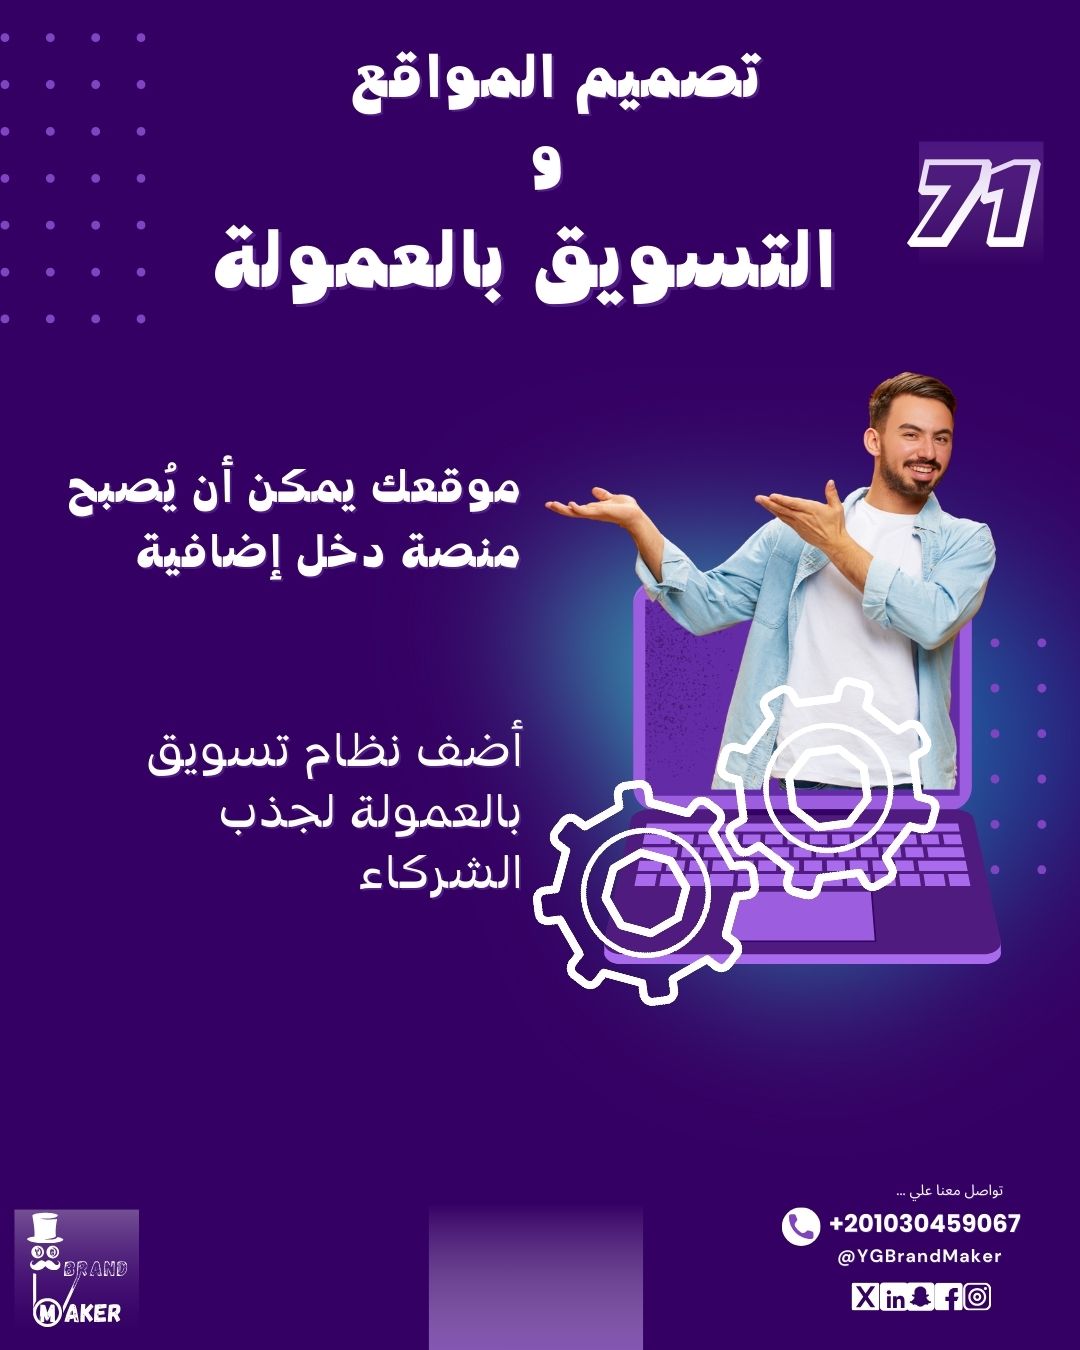 تصميم المواقع
و
التسويق بالعمولة
71
موقعك يمكن أن يُصبح
منصة دخل إضافية
أضف نظام تسويق
بالعمولة لجذب
الشركاء
تواصل معنا علي ...
+201030459067
@YGBrandMaker
BRAND
MAKER